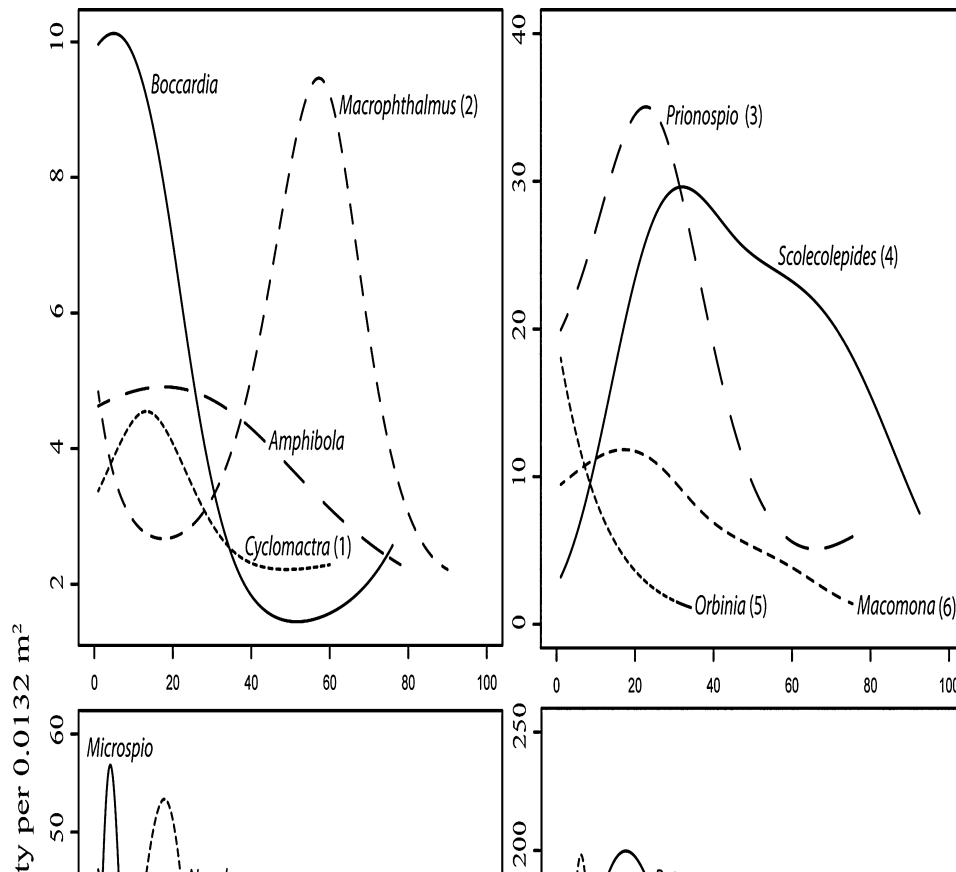 10
8
6
4
2
Boccardia
Macrophthalmus (2)
Amphibola
Cyclomactra (1)
0 20 40 60 80 100
40
30
20
10
0
Prionospio (3)
Scolecolepides (4)
Orbinia (5)
Macomona (6)
0 20 40 60 80 100
ty per 0.0132 m²
60
50
Microspio
250
200